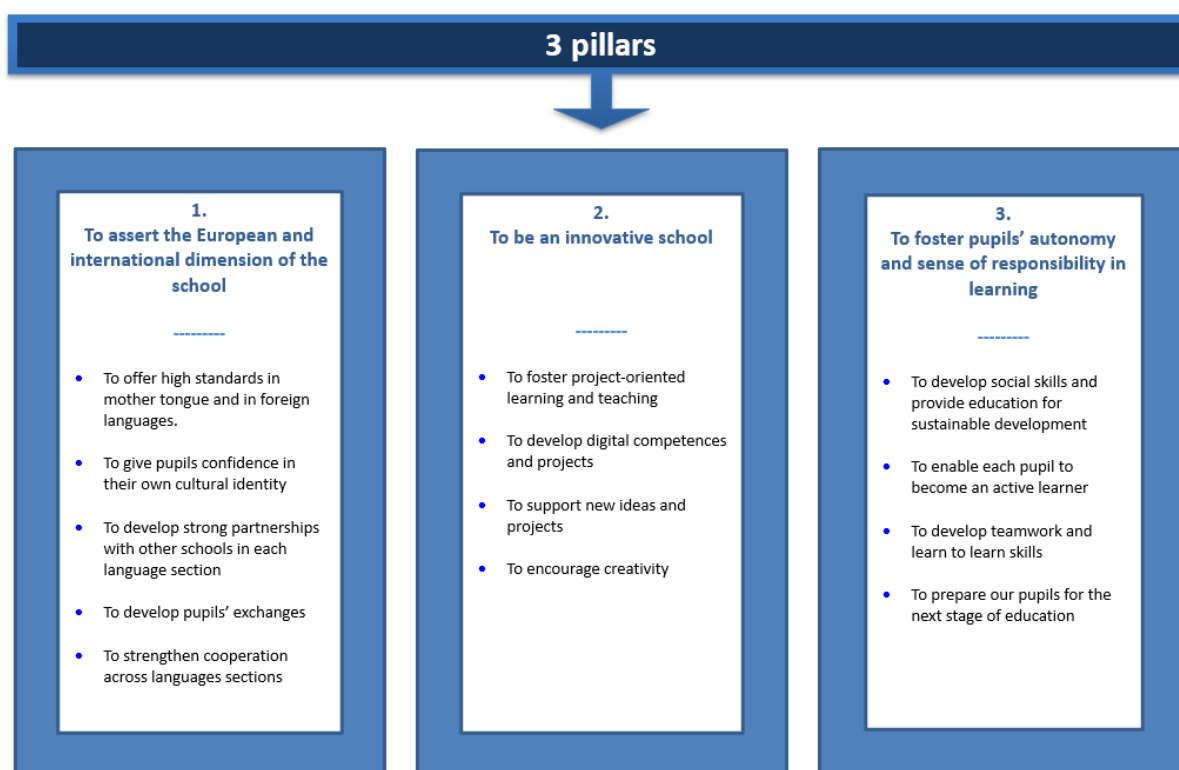 3 pillars
1.
To assert the European and
international dimension of the
school
---------
• To offer high standards in
mother tongue and in foreign
languages.
• To give pupils confidence in
their own cultural identity
• To develop strong partnerships
with other schools in each
language section
• To develop pupils’ exchanges
• To strengthen cooperation
across languages sections
2.
To be an innovative school
---------
• To foster project-oriented
learning and teaching
• To develop digital competences
and projects
• To support new ideas and
projects
• To encourage creativity
3.
To foster pupils’ autonomy
and sense of responsibility in
learning
---------
• To develop social skills and
provide education for
sustainable development
• To enable each pupil to
become an active learner
• To develop teamwork and
learn to learn skills
• To prepare our pupils for the
next stage of education